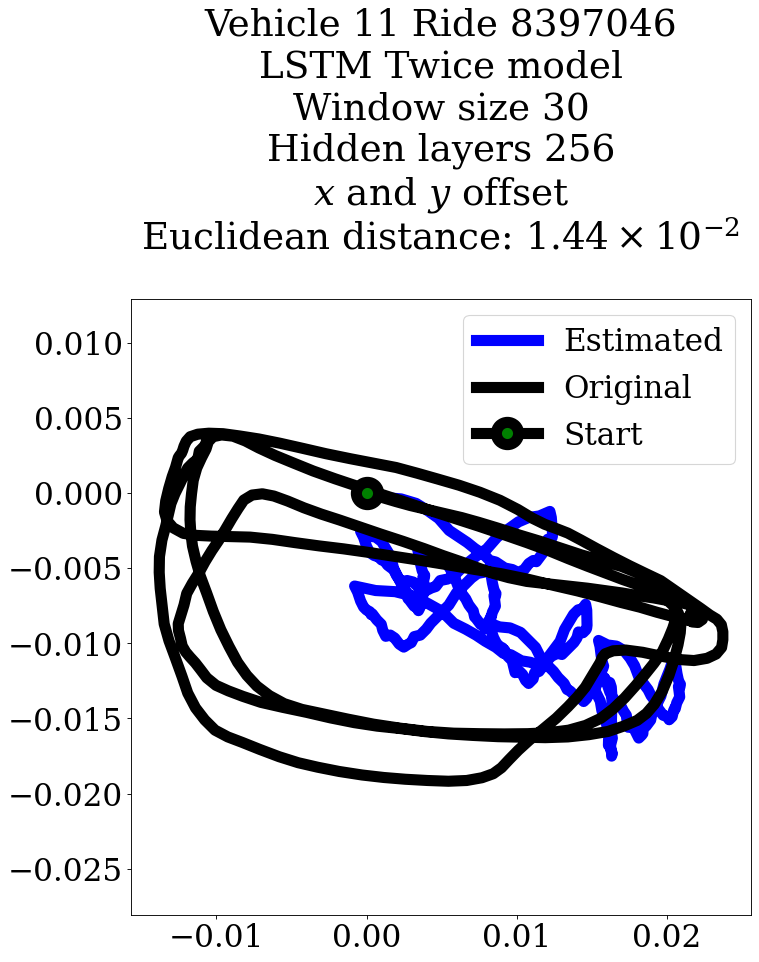 Vehicle 11 Ride 8397046
LSTM Twice model
Window size 30
Hidden layers 256
x and y offset
Euclidean distance: 1.44 × 10⁻²
Estimated
Original
Start
0.010
0.005
0.000
−0.005
−0.010
−0.015
−0.020
−0.025
−0.01 0.00 0.01 0.02